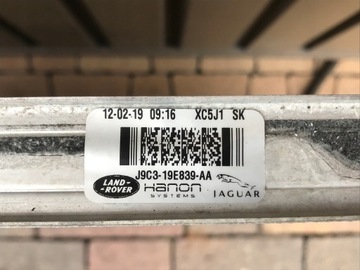 12-02-19 09:16 XC5J1 SK
J9C3-19E839-AA
LAND-ROVER
Hanon SYSTEMS
JAGUAR